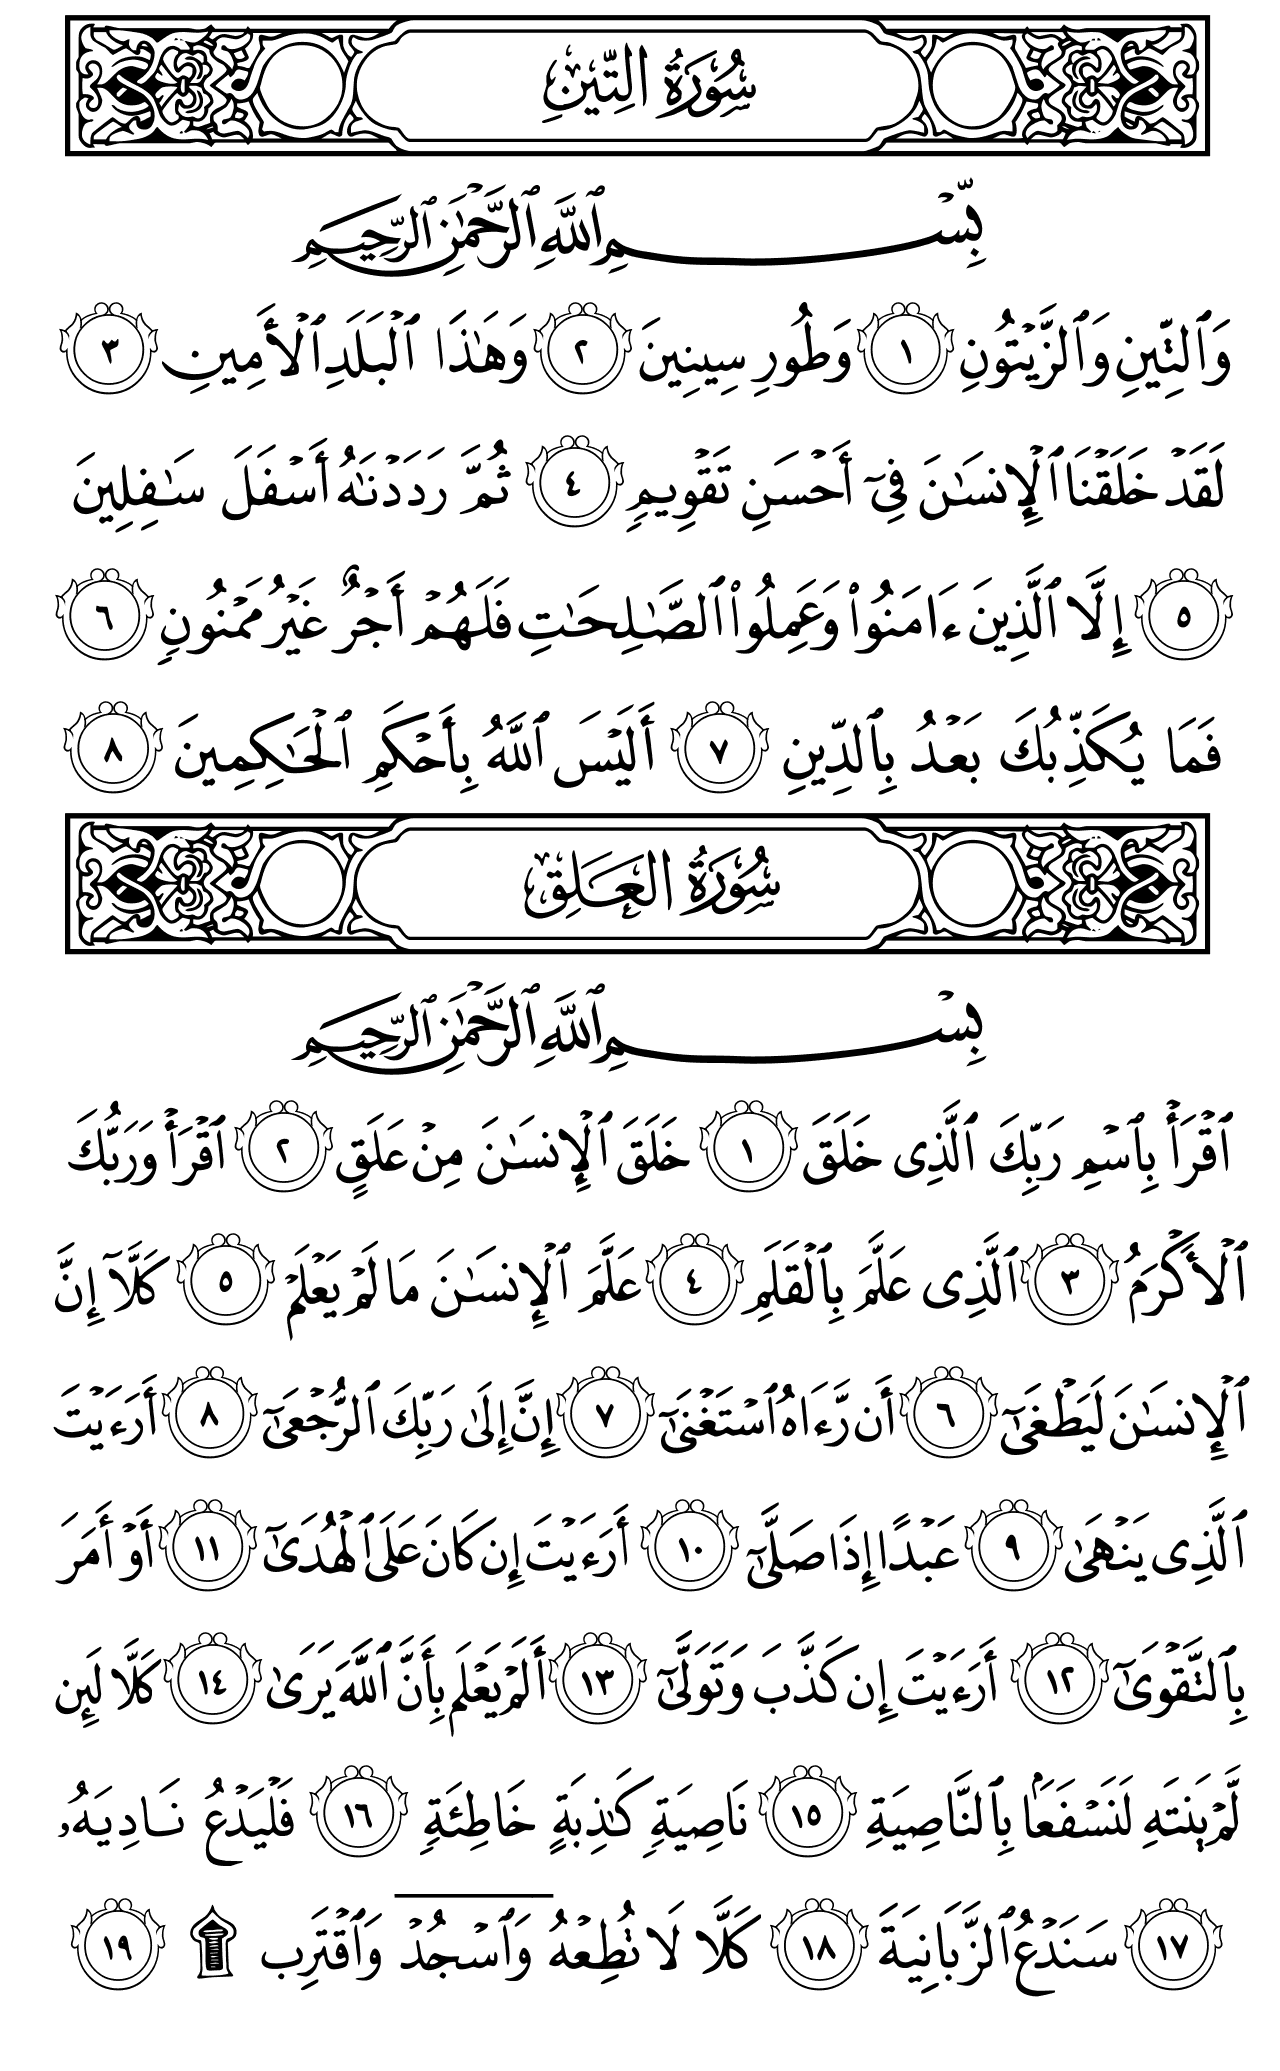 سُورَةُ التِّينِ
بِّسۡمِ ٱللَّهِ ٱلرَّحۡمَٰنِ ٱلرَّحِيمِ
وَٱلتِّينِ وَٱلزَّيۡتُونِ ١ وَطُورِ سِينِينَ ٢ وَهَٰذَا ٱلۡبَلَدِ ٱلۡأَمِينِ ٣
لَقَدۡ خَلَقۡنَا ٱلۡإِنسَٰنَ فِيٓ أَحۡسَنِ تَقۡوِيمٖ ٤ ثُمَّ رَدَدۡنَٰهُ أَسۡفَلَ سَٰفِلِينَ
٥ إِلَّا ٱلَّذِينَ ءَامَنُواْ وَعَمِلُواْ ٱلصَّٰلِحَٰتِ فَلَهُمۡ أَجۡرٌ غَيۡرُ مَمۡنُونٖ ٦
فَمَا يُكَذِّبُكَ بَعۡدُ بِٱلدِّينِ ٧ أَلَيۡسَ ٱللَّهُ بِأَحۡكَمِ ٱلۡحَٰكِمِينَ ٨
سُورَةُ العَلَقِ
بِسۡمِ ٱللَّهِ ٱلرَّحۡمَٰنِ ٱلرَّحِيمِ
ٱقۡرَأۡ بِٱسۡمِ رَبِّكَ ٱلَّذِي خَلَقَ ١ خَلَقَ ٱلۡإِنسَٰنَ مِنۡ عَلَقٍ ٢ ٱقۡرَأۡ وَرَبُّكَ
ٱلۡأَكۡرَمُ ٣ ٱلَّذِي عَلَّمَ بِٱلۡقَلَمِ ٤ عَلَّمَ ٱلۡإِنسَٰنَ مَا لَمۡ يَعۡلَمۡ ٥ كَلَّآ إِنَّ
ٱلۡإِنسَٰنَ لَيَطۡغَىٰٓ ٦ أَن رَّءَاهُ ٱسۡتَغۡنَىٰٓ ٧ إِنَّ إِلَىٰ رَبِّكَ ٱلرُّجۡعَىٰٓ ٨ أَرَءَيۡتَ
ٱلَّذِي يَنۡهَىٰ ٩ عَبۡدًا إِذَا صَلَّىٰٓ ١٠ أَرَءَيۡتَ إِن كَانَ عَلَى ٱلۡهُدَىٰٓ ١١ أَوۡ أَمَرَ
بِٱلتَّقۡوَىٰٓ ١٢ أَرَءَيۡتَ إِن كَذَّبَ وَتَوَلَّىٰٓ ١٣ أَلَمۡ يَعۡلَم بِأَنَّ ٱللَّهَ يَرَىٰ ١٤ كَلَّا لَئِن
لَّمۡ يَنتَهِ لَنَسۡفَعَۢا بِٱلنَّاصِيَةِ ١٥ نَاصِيَةٖ كَٰذِبَةٍ خَاطِئَةٖ ١٦ فَلۡيَدۡعُ نَادِيَهُۥ
١٧ سَنَدۡعُ ٱلزَّبَانِيَةَ ١٨ كَلَّا لَا تُطِعۡهُ وَٱسۡجُدۡۤ وَٱقۡتَرِب ۩ ١٩